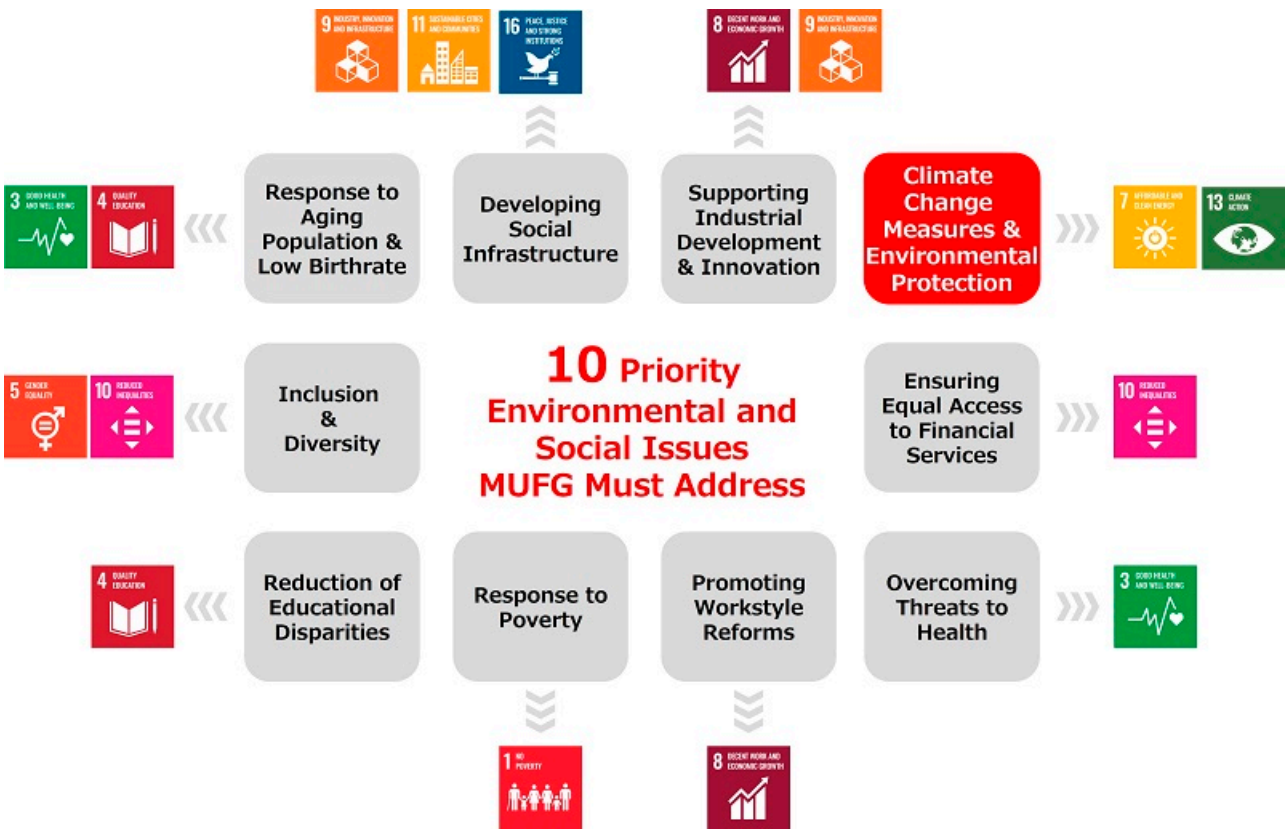 9 INDUSTRY, INNOVATION
AND INFRASTRUCTURE
11 SUSTAINABLE CITIES
AND COMMUNITIES
16 PEACE, JUSTICE
AND STRONG
INSTITUTIONS
8 DECENT WORK AND
ECONOMIC GROWTH
9 INDUSTRY, INNOVATION
AND INFRASTRUCTURE
3 GOOD HEALTH
AND WELL-BEING
4 QUALITY
EDUCATION
Response to
Aging
Population &
Low Birthrate
Developing
Social
Infrastructure
Supporting
Industrial
Development
& Innovation
Climate
Change
Measures &
Environmental
Protection
7 AFFORDABLE AND
CLEAN ENERGY
13 CLIMATE
ACTION
5 GENDER
EQUALITY
10 REDUCED
INEQUALITIES
Inclusion
&
Diversity
10 Priority
Environmental and
Social Issues
MUFG Must Address
Ensuring
Equal Access
to Financial
Services
10 REDUCED
INEQUALITIES
4 QUALITY
EDUCATION
Reduction of
Educational
Disparities
Response to
Poverty
Promoting
Workstyle
Reforms
Overcoming
Threats to
Health
3 GOOD HEALTH
AND WELL-BEING
1 NO
POVERTY
8 DECENT WORK AND
ECONOMIC GROWTH